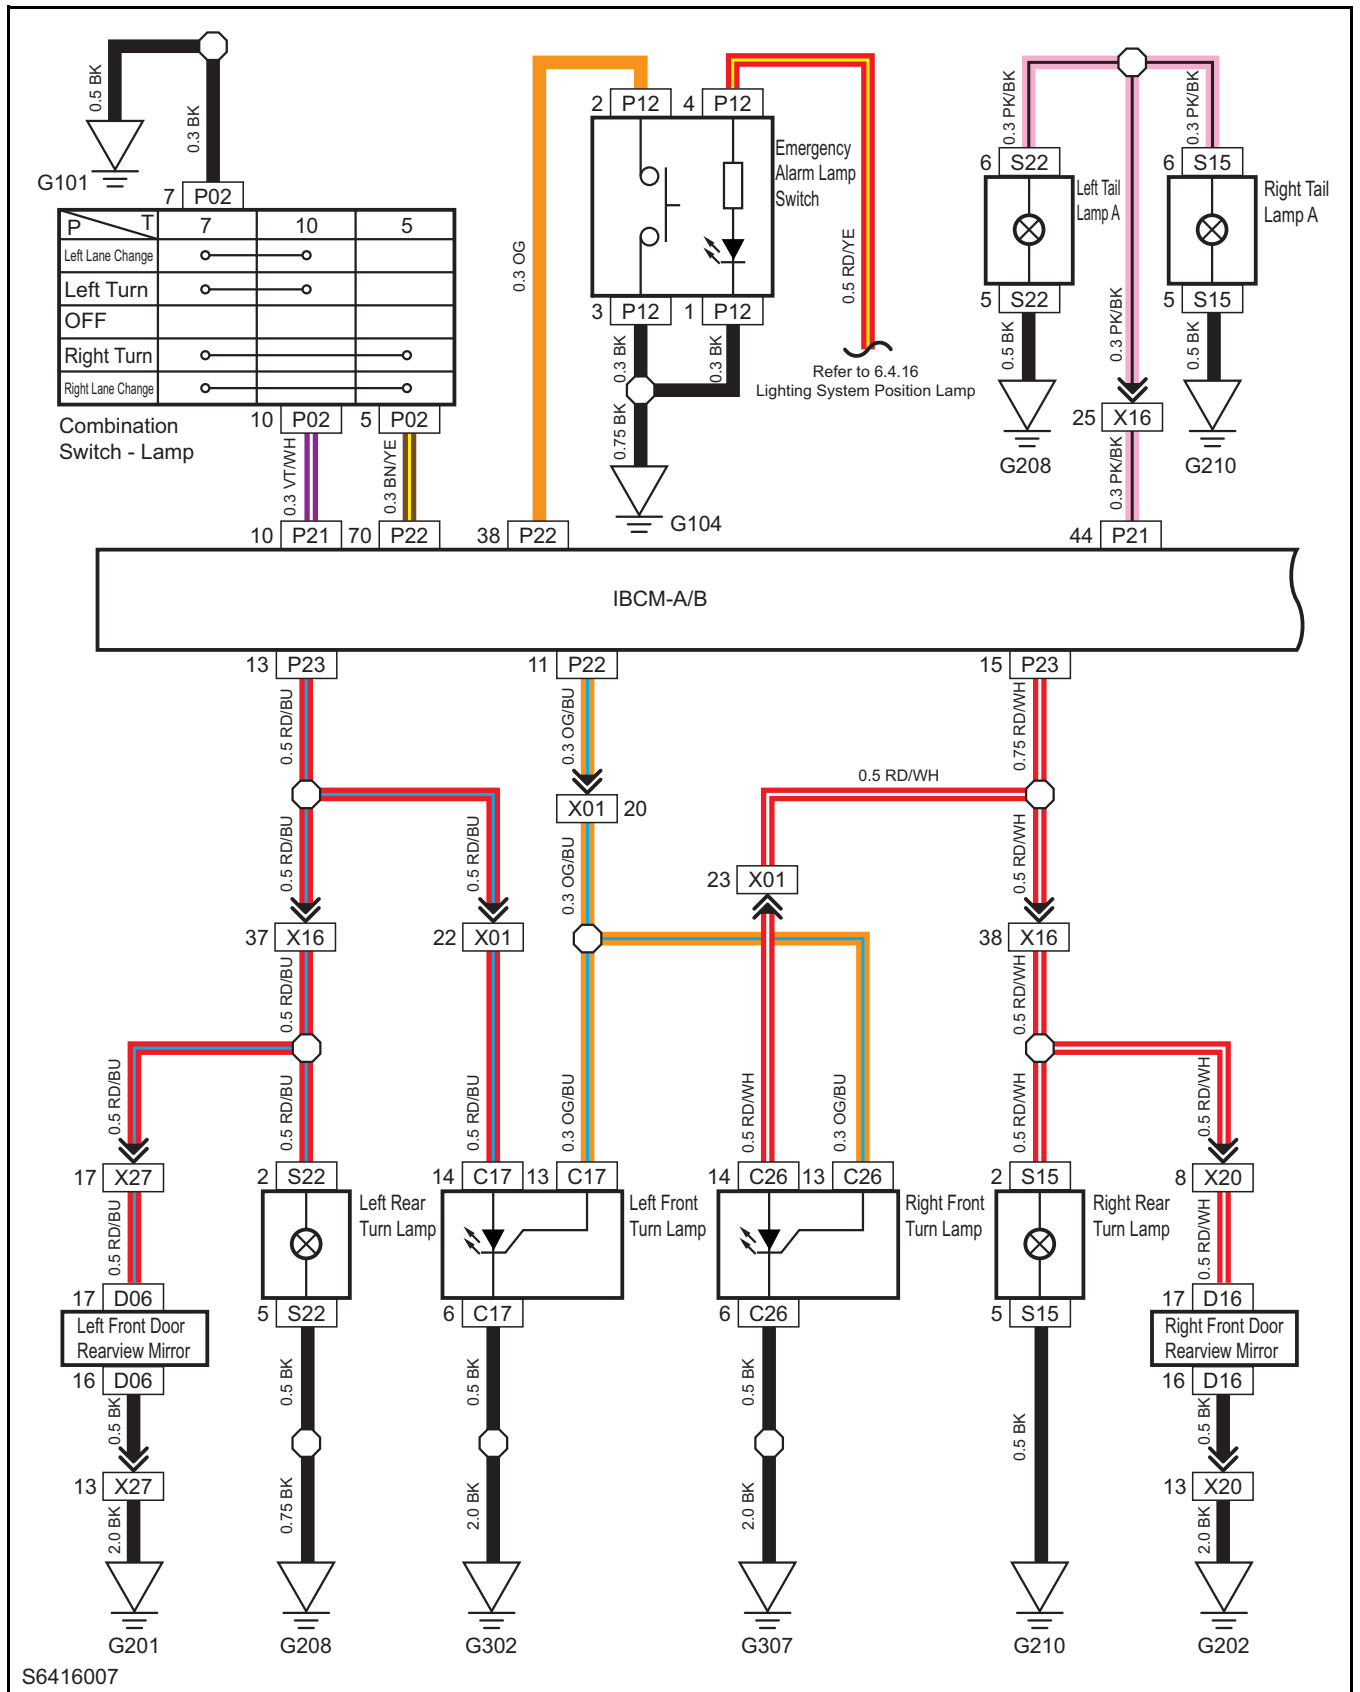 0.5 BK
0.3 BK
G101
7 P02
P T 7 10 5
Left Lane Change
Left Turn
OFF
Right Turn
Right Lane Change
Combination
Switch - Lamp
10 P02
5 P02
0.3 VT/WH
0.3 BN/YE
10 P21
70 P22
0.3 OG
38 P22
2 P12
4 P12
Emergency
Alarm Lamp
Switch
3 P12
1 P12
0.3 BK
0.3 BK
0.75 BK
G104
0.5 RD/YE
Refer to 6.4.16
Lighting System Position Lamp
0.3 PK/BK
0.3 PK/BK
6 S22
6 S15
Left Tail
Lamp A
Right Tail
Lamp A
5 S22
5 S15
0.5 BK
0.3 PK/BK
0.5 BK
25 X16
G208
G210
0.3 PK/BK
44 P21
IBCM-A/B
13 P23
11 P22
15 P23
0.5 RD/BU
0.3 OG/BU
0.75 RD/WH
0.5 RD/WH
X01 20
0.5 RD/BU
0.5 RD/BU
0.3 OG/BU
23 X01
0.5 RD/WH
37 X16
22 X01
38 X16
0.5 RD/BU
0.5 RD/WH
0.5 RD/BU
0.5 RD/BU
0.5 RD/BU
0.3 OG/BU
0.5 RD/WH
0.3 OG/BU
0.5 RD/WH
0.5 RD/WH
17 X27
2 S22
14 C17
13 C17
14 C26
13 C26
2 S15
8 X20
0.5 RD/BU
Left Rear
Turn Lamp
Left Front
Turn Lamp
Right Front
Turn Lamp
Right Rear
Turn Lamp
0.5 RD/WH
17 D06
5 S22
6 C17
6 C26
5 S15
17 D16
Left Front Door
Rearview Mirror
Right Front Door
Rearview Mirror
16 D06
16 D16
0.5 BK
0.5 BK
0.5 BK
0.5 BK
0.5 BK
0.5 BK
13 X27
13 X20
2.0 BK
0.75 BK
2.0 BK
2.0 BK
2.0 BK
G201
G208
G302
G307
G210
G202
S6416007